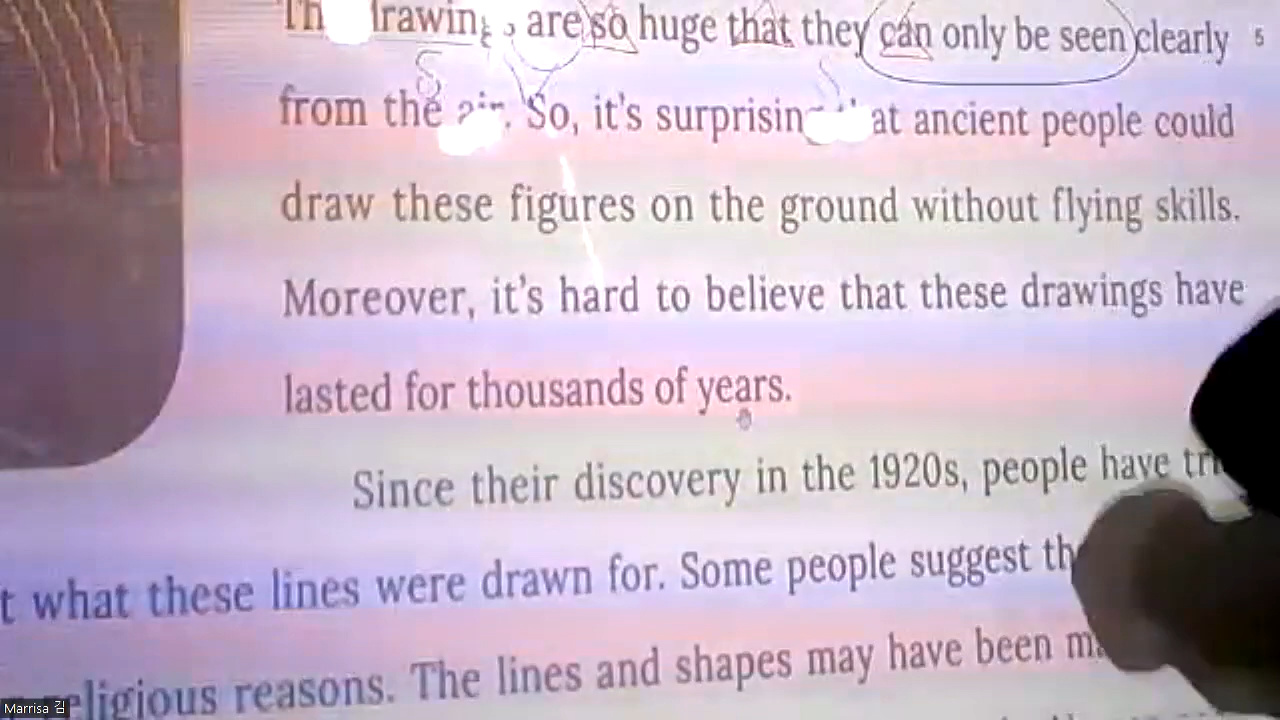 are so huge that they can only be seen clearly 5
from the air. So, it's surprising that ancient people could
draw these figures on the ground without flying skills.
Moreover, it's hard to believe that these drawings have
lasted for thousands of years.
Since their discovery in the 1920s, people have
t what these lines were drawn for. Some people suggest
religious reasons. The lines and shapes may have been
Marrisa 김